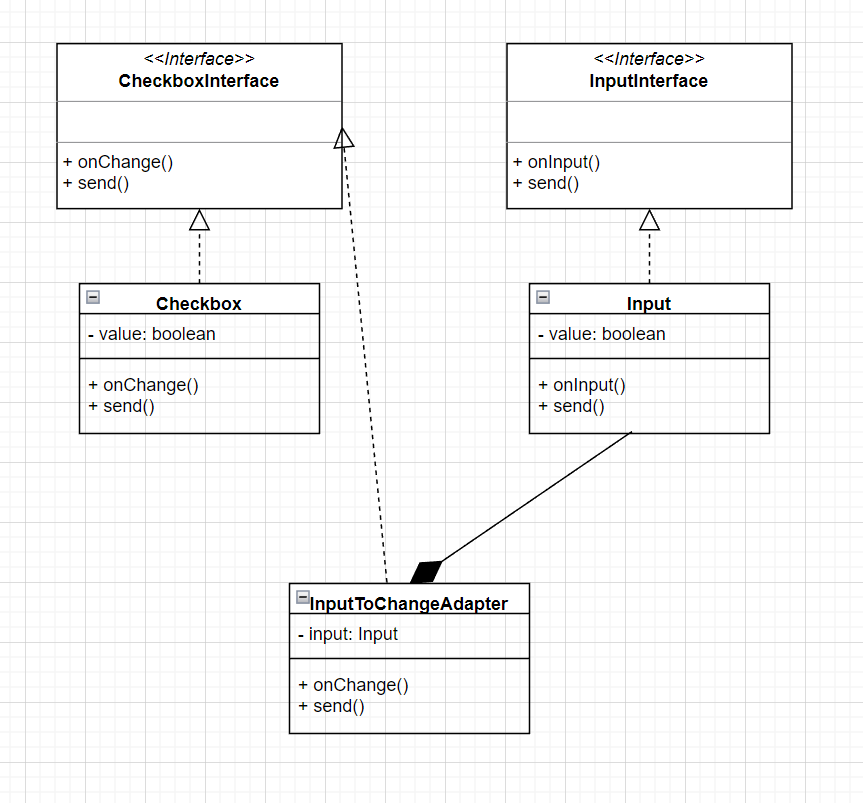 <<Interface>>
CheckboxInterface
+ onChange()
+ send()
<<Interface>>
InputInterface
+ onInput()
+ send()
Checkbox
- value: boolean
+ onChange()
+ send()
Input
- value: boolean
+ onInput()
+ send()
InputToChangeAdapter
- input: Input
+ onChange()
+ send()